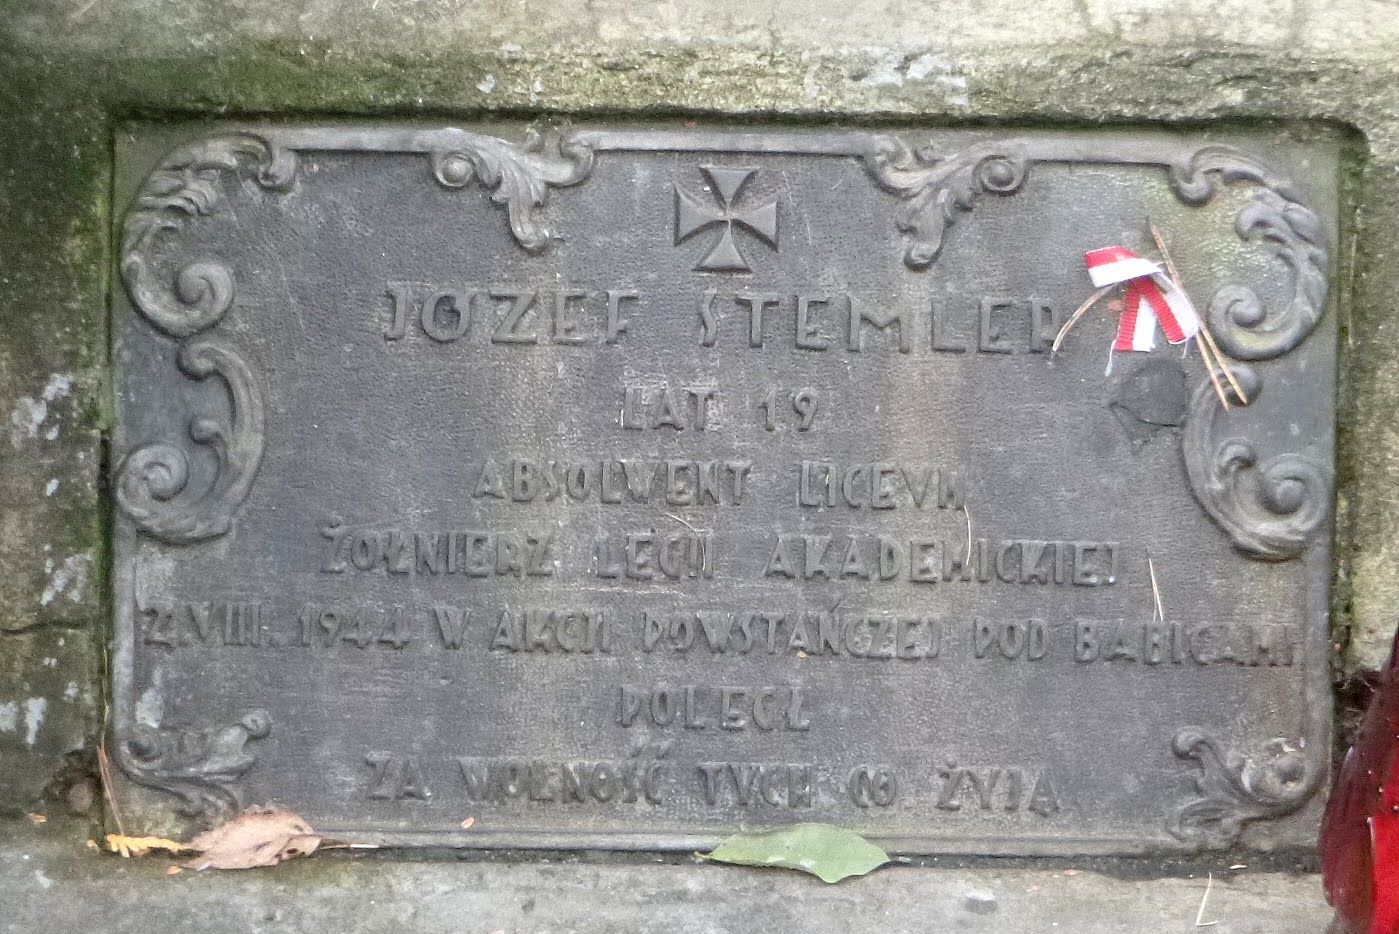 JÓZEF STEMLER
LAT 19
ABSOLWENT LICEUM
ŻOŁNIERZ LEGII AKADEMICKIEJ
2.VIII.1944 W AKCJI POWSTAŃCZEJ POD BABICAMI
POLEGŁ
ZA WOLNOŚĆ TYCH CO ŻYJĄ